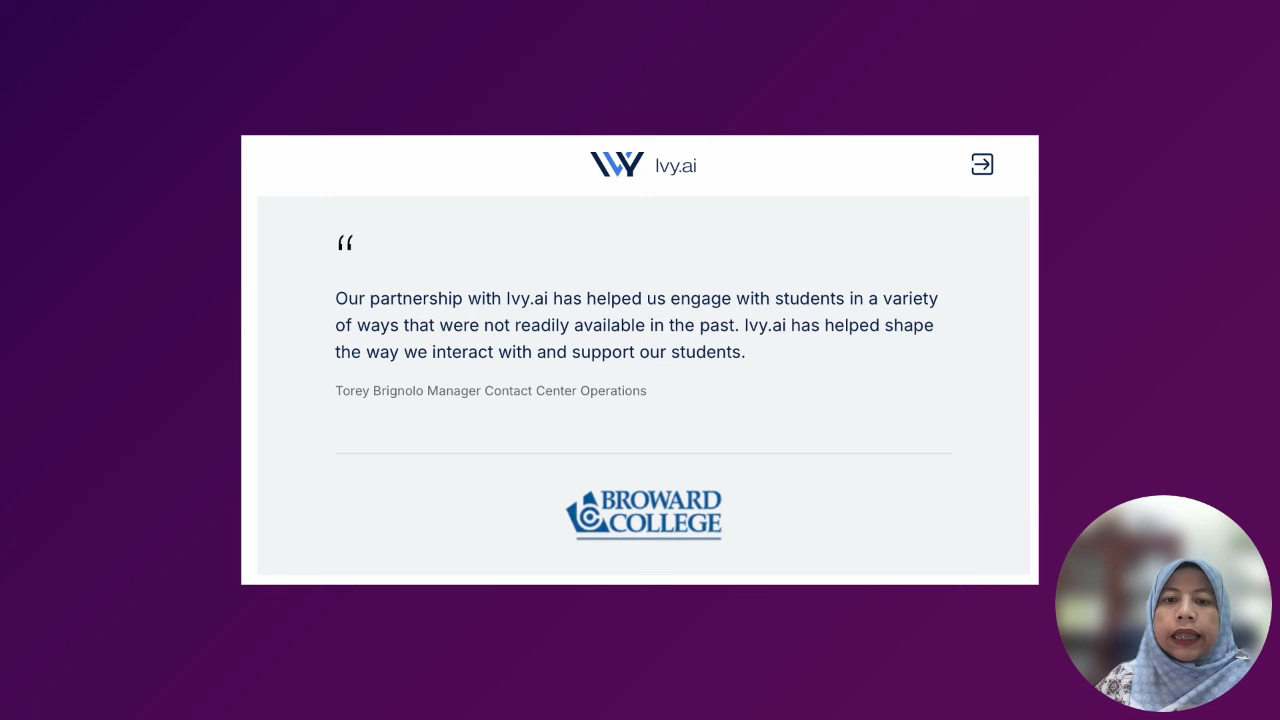 Ivy.ai
“
Our partnership with Ivy.ai has helped us engage with students in a variety
of ways that were not readily available in the past. Ivy.ai has helped shape
the way we interact with and support our students.
Torey Brignolo Manager Contact Center Operations
BROWARD
COLLEGE